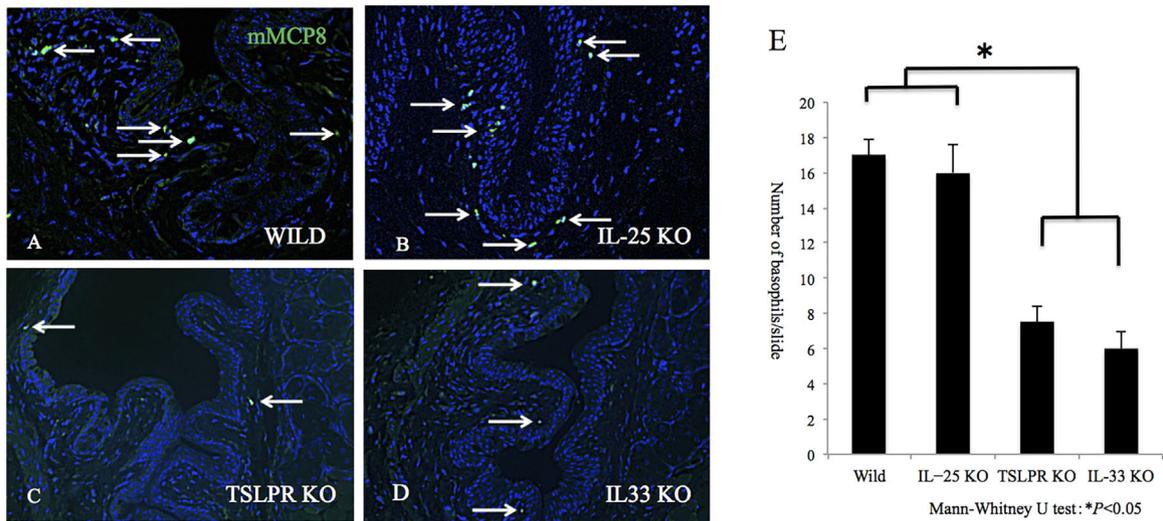 mMCP8
A
WILD
B
IL-25 KO
C
TSLPR KO
D
IL33 KO
E
*
Number of basophils/slide
20
18
16
14
12
10
8
6
4
2
0
Wild
IL−25 KO
TSLPR KO
IL-33 KO
Mann-Whitney U test:*P<0.05